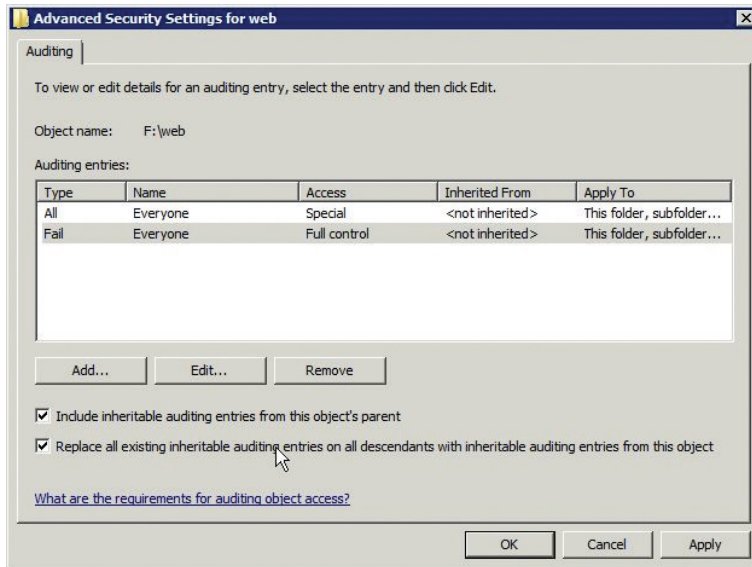 Advanced Security Settings for web
Auditing
To view or edit details for an auditing entry, select the entry and then click Edit.
Object name: F:\web
Auditing entries:
Type Name Access Inherited From Apply To
All Everyone Special <not inherited> This folder, subfolder...
Fail Everyone Full control <not inherited> This folder, subfolder...
Add... Edit... Remove
Include inheritable auditing entries from this object's parent
Replace all existing inheritable auditing entries on all descendants with inheritable auditing entries from this object
What are the requirements for auditing object access?
OK Cancel Apply